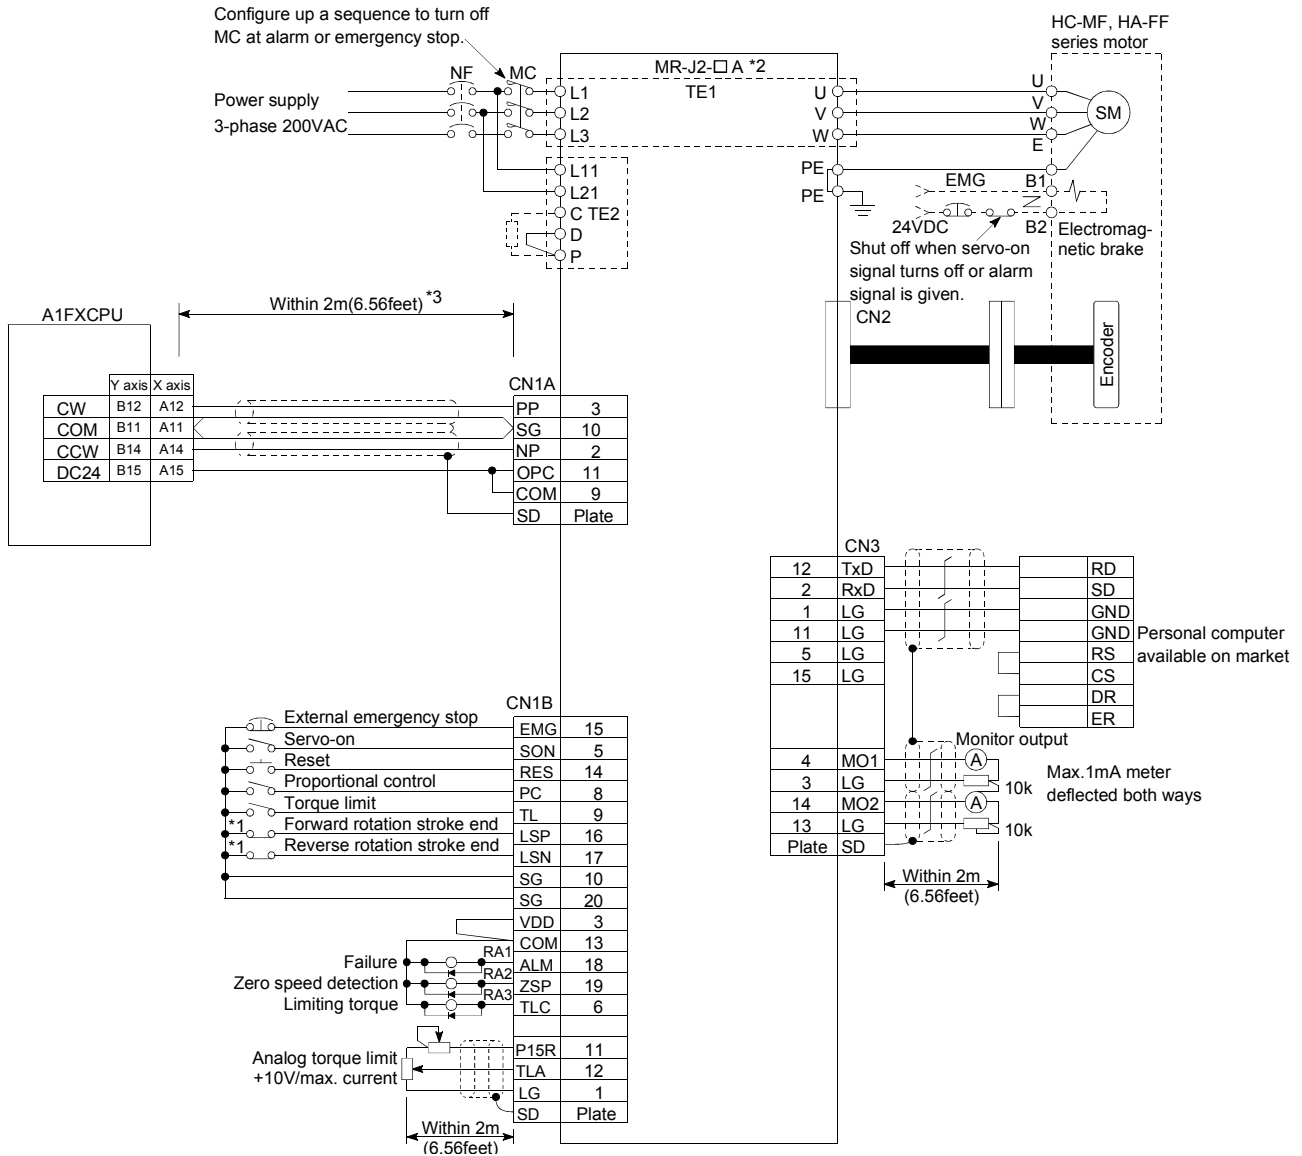 Configure up a sequence to turn off
MC at alarm or emergency stop.
HC-MF, HA-FF
series motor
NF
MC
MR-J2-□ A *2
TE1
Power supply
3-phase 200VAC
L1
L2
L3
U
V
W
U
V
W
E
SM
L11
L21
C TE2
D
P
PE
PE
EMG
B1
24VDC
B2
Electromag-
netic brake
Shut off when servo-on
signal turns off or alarm
signal is given.
Within 2m(6.56feet) *3
A1FXCPU
CN2
Encoder
Y axis X axis
CN1A
CW B12 A12 PP 3
COM B11 A11 SG 10
CCW B14 A14 NP 2
DC24 B15 A15 OPC 11
COM 9
SD Plate
CN3
12 TxD RD
2 RxD SD
1 LG GND
11 LG GND
5 LG RS
15 LG CS
DR
ER
Personal computer
available on market
Monitor output
4 MO1 A
3 LG 10k
14 MO2 A
13 LG 10k
Plate SD
Max.1mA meter
deflected both ways
Within 2m
(6.56feet)
CN1B
External emergency stop EMG 15
Servo-on SON 5
Reset RES 14
Proportional control PC 8
Torque limit TL 9
*1 Forward rotation stroke end LSP 16
*1 Reverse rotation stroke end LSN 17
SG 10
SG 20
VDD 3
COM 13
Failure RA1 ALM 18
Zero speed detection RA2 ZSP 19
Limiting torque RA3 TLC 6
Analog torque limit
+10V/max. current
P15R 11
TLA 12
LG 1
SD Plate
Within 2m
(6.56feet)